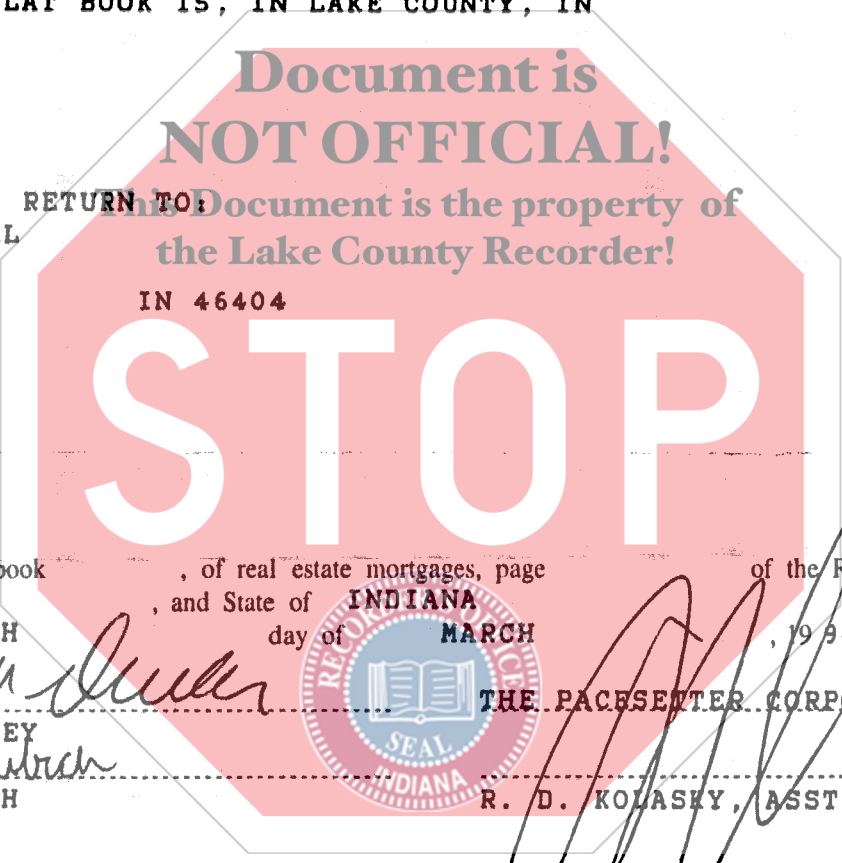 LAT BOOK 15, IN LAKE COUNTY, IN
Document is
NOT OFFICIAL!
RETURN TO:
This Document is the property of
L
the Lake County Recorder!
IN 46404
STOP
book , of real estate mortgages, page of the R
, and State of INDIANA
H day of MARCH , 199
THE PACESETTER CORPO
EY
H R. D. KOLASKY, ASST
RECORDER'S OFFICE
SEAL
INDIANA